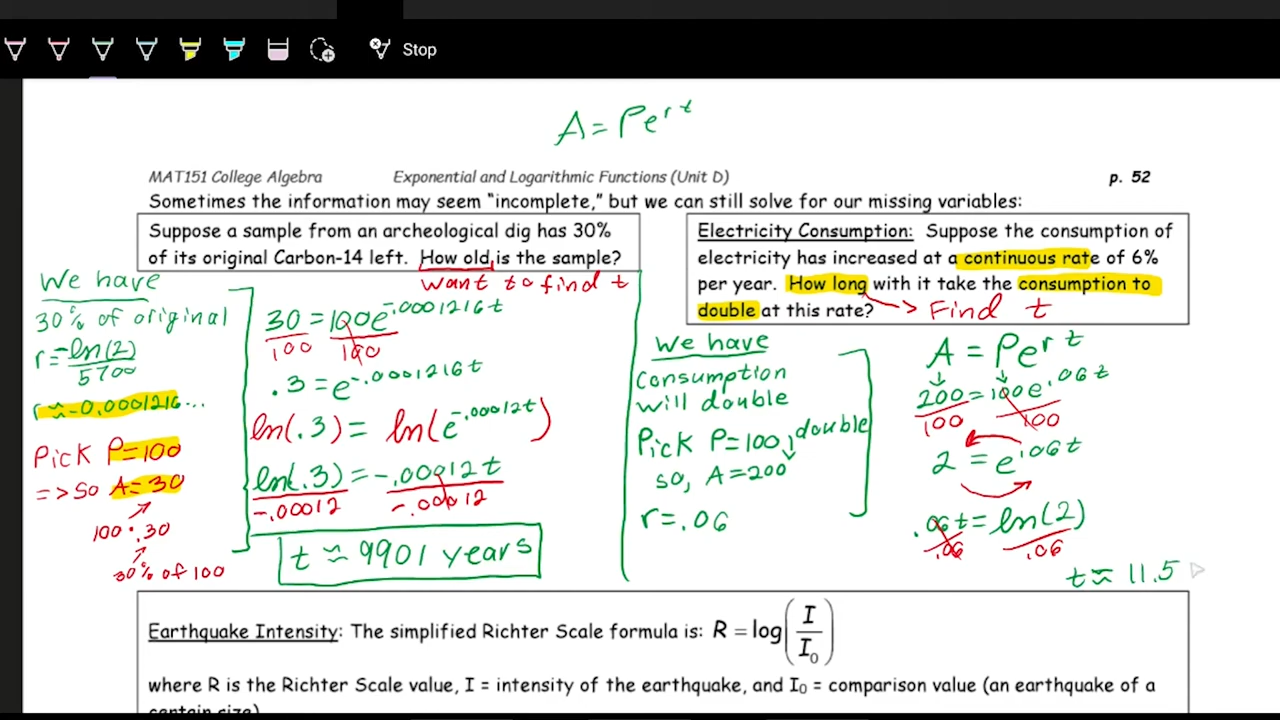 Stop
A = Pe^rt
MAT151 College Algebra Exponential and Logarithmic Functions (Unit D) p. 52
Sometimes the information may seem “incomplete,” but we can still solve for our missing variables:
Suppose a sample from an archeological dig has 30%
of its original Carbon-14 left. How old is the sample?
want to find t
We have
30% of original
r = -ln(2)/5700
r ≈ -0.0001216...
Pick P=100
=> So A=30
100 · .30
30% of 100
30/100 = 100e^-.0001216t/100
.3 = e^-.0001216t
ln(.3) = ln(e^-.00012t)
ln(.3)/-.00012 = -.00012t/-.00012
t ≈ 9901 years
Electricity Consumption: Suppose the consumption of
electricity has increased at a continuous rate of 6%
per year. How long with it take the consumption to
double at this rate?
Find t
We have
Consumption
will double
Pick P=100, double
so, A=200
r=.06
A = Pe^rt
200/100 = 100e^.06t/100
2 = e^.06t
.06t/.06 = ln(2)/.06
t ≈ 11.5
Earthquake Intensity: The simplified Richter Scale formula is: R = log(I/I₀)
where R is the Richter Scale value, I = intensity of the earthquake, and I₀ = comparison value (an earthquake of a
certain size)